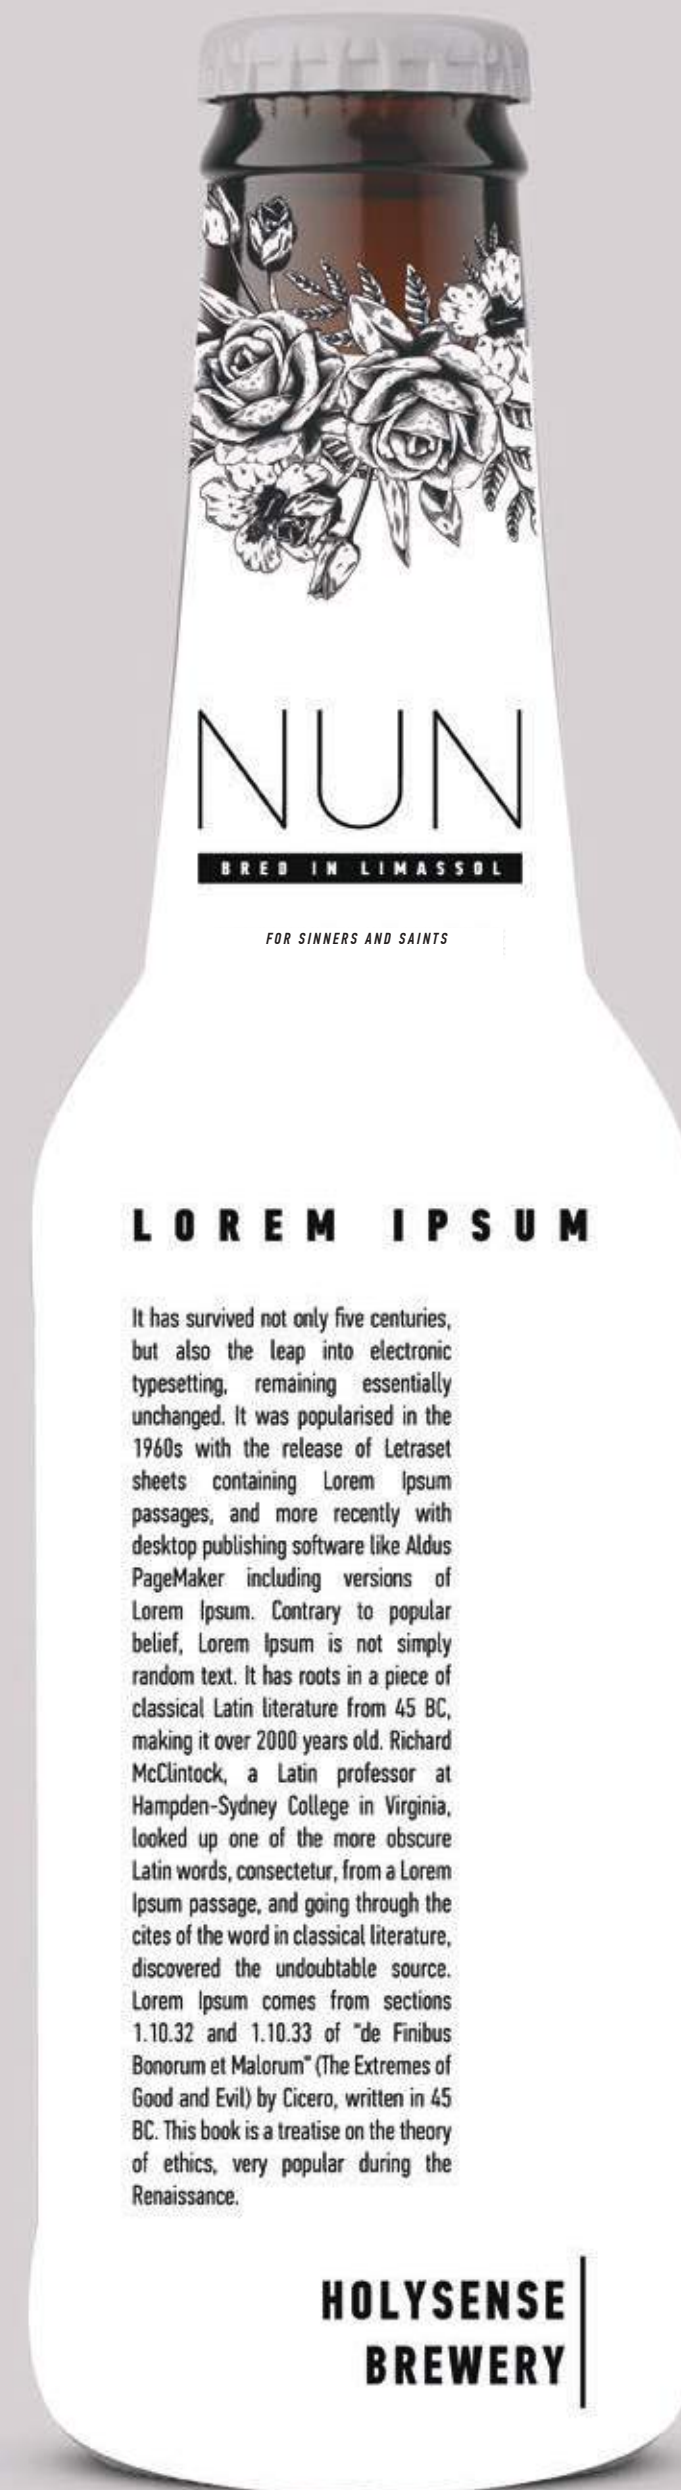 NUN
BRED IN LIMASSOL
FOR SINNERS AND SAINTS
LOREM IPSUM
It has survived not only five centuries,
but also the leap into electronic
typesetting, remaining essentially
unchanged. It was popularised in the
1960s with the release of Letraset
sheets containing Lorem Ipsum
passages, and more recently with
desktop publishing software like Aldus
PageMaker including versions of
Lorem Ipsum. Contrary to popular
belief, Lorem Ipsum is not simply
random text. It has roots in a piece of
classical Latin literature from 45 BC,
making it over 2000 years old. Richard
McClintock, a Latin professor at
Hampden-Sydney College in Virginia,
looked up one of the more obscure
Latin words, consectetur, from a Lorem
Ipsum passage, and going through the
cites of the word in classical literature,
discovered the undoubtable source.
Lorem Ipsum comes from sections
1.10.32 and 1.10.33 of "de Finibus
Bonorum et Malorum" (The Extremes of
Good and Evil) by Cicero, written in 45
BC. This book is a treatise on the theory
of ethics, very popular during the
Renaissance.
HOLYSENSE
BREWERY